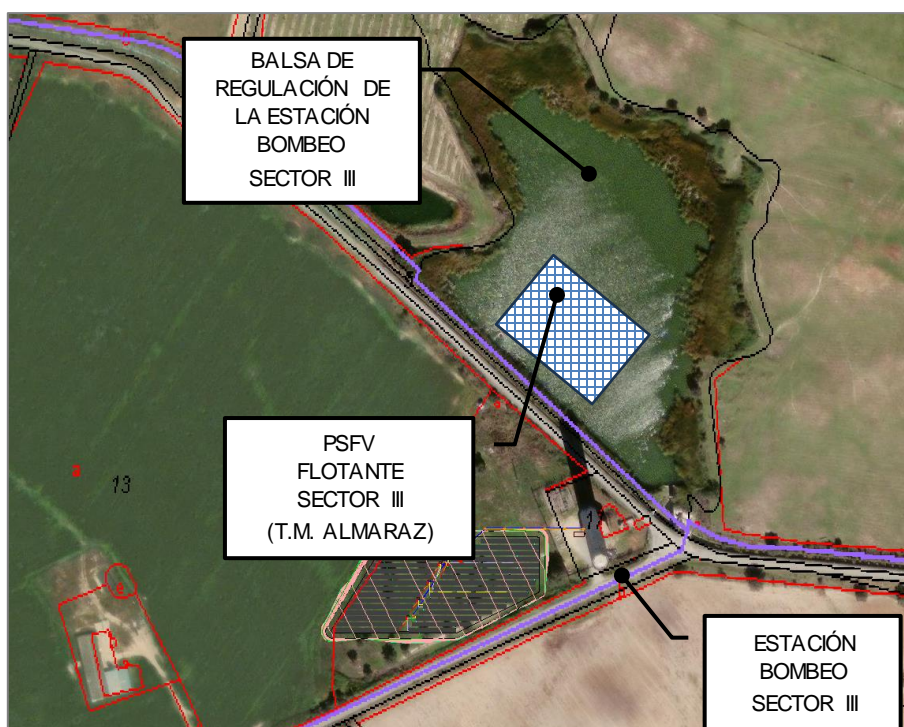 BALSA DE
REGULACIÓN DE
LA ESTACIÓN
BOMBEO
SECTOR III
PSFV
FLOTANTE
SECTOR III
(T.M. ALMARAZ)
13
a
ESTACIÓN
BOMBEO
SECTOR III